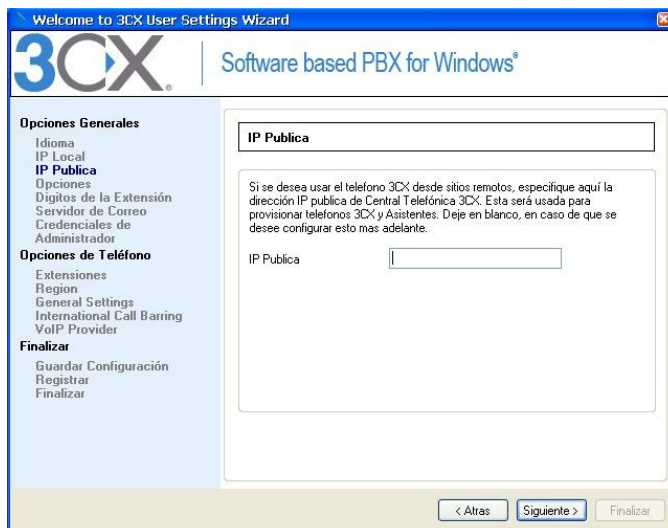 Welcome to 3CX User Settings Wizard
3CX®
Software based PBX for Windows®
Opciones Generales
Idioma
IP Local
IP Publica
Opciones
Digitos de la Extensión
Servidor de Correo
Credenciales de
Administrador
Opciones de Teléfono
Extensiones
Region
General Settings
International Call Barring
VoIP Provider
Finalizar
Guardar Configuración
Registrar
Finalizar
IP Publica
Si se desea usar el telefono 3CX desde sitios remotos, especifique aquí la
dirección IP publica de Central Telefónica 3CX. Esta será usada para
provisionar telefonos 3CX y Asistentes. Deje en blanco, en caso de que se
desee configurar esto mas adelante.
IP Publica
< Atras
Siguiente >
Finalizar